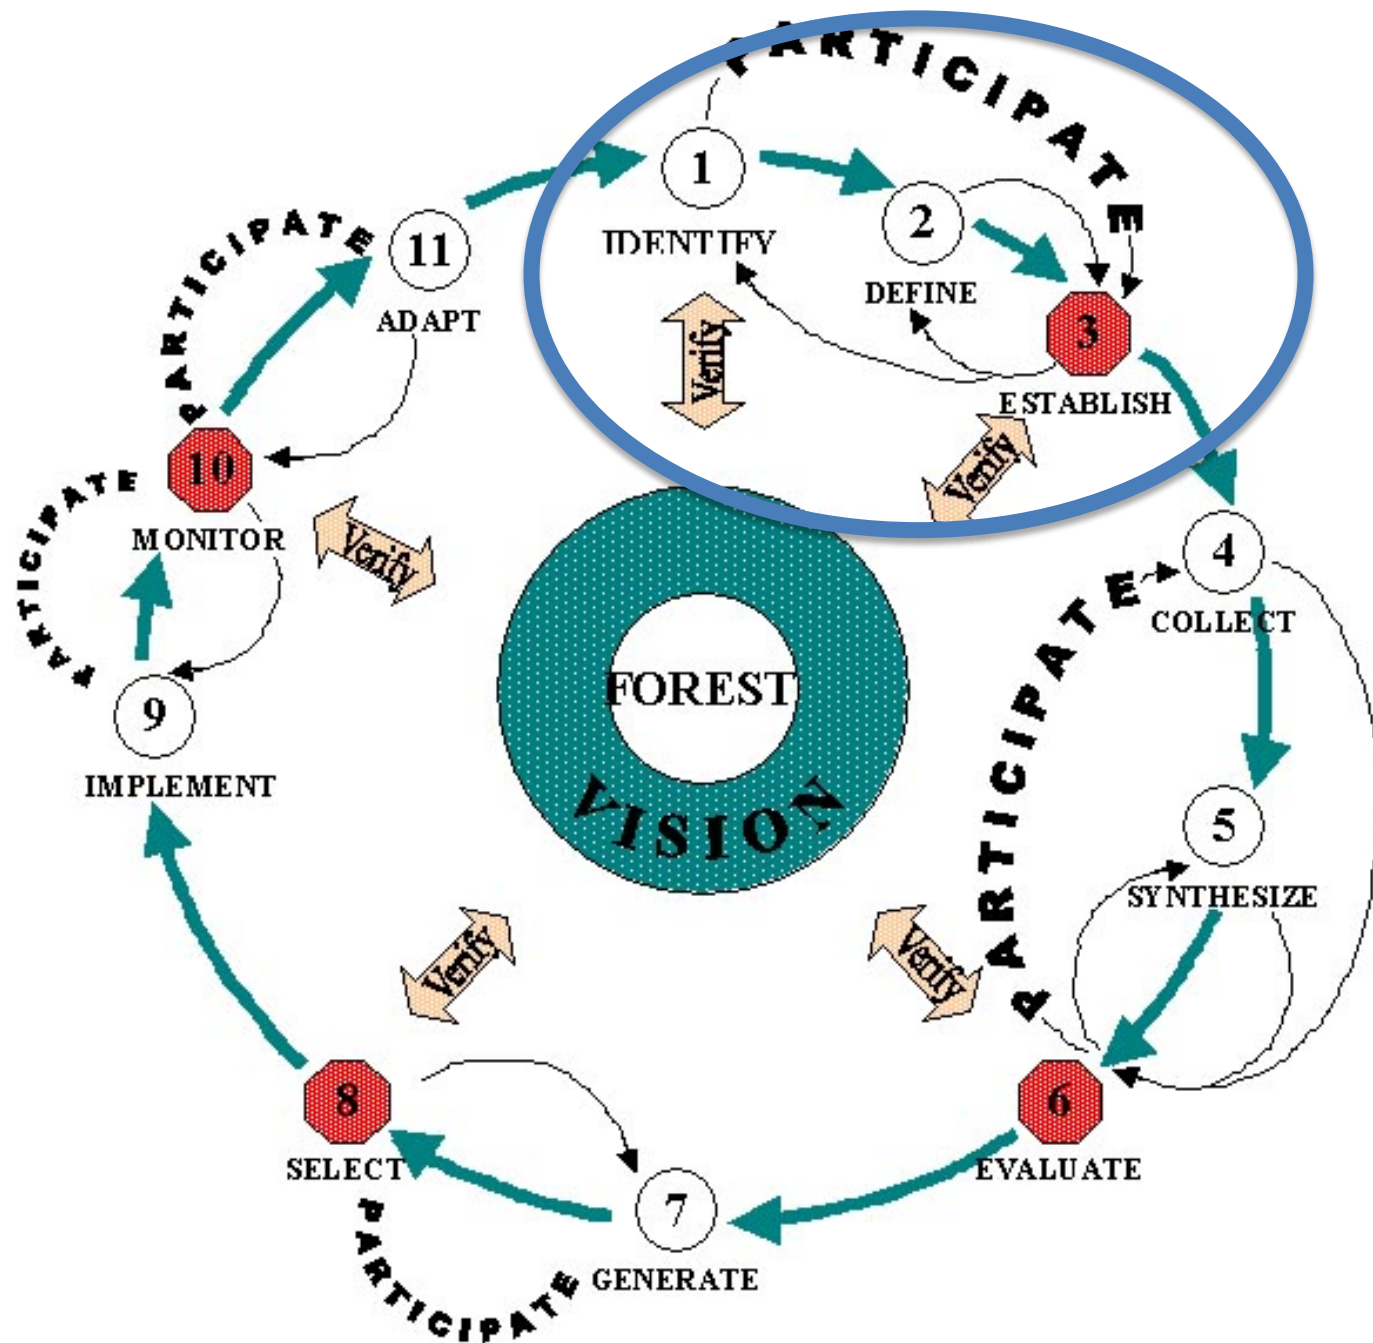 PARTICIPATE
1
IDENTIFY
2
DEFINE
3
ESTABLISH
Verify
Verify
4
COLLECT
PARTICIPATE
5
SYNTHESIZE
6
EVALUATE
Verify
7
GENERATE
PARTICIPATE
8
SELECT
Verify
9
IMPLEMENT
PARTICIPATE
10
MONITOR
Verify
PARTICIPATE
11
ADAPT
FOREST
VISION